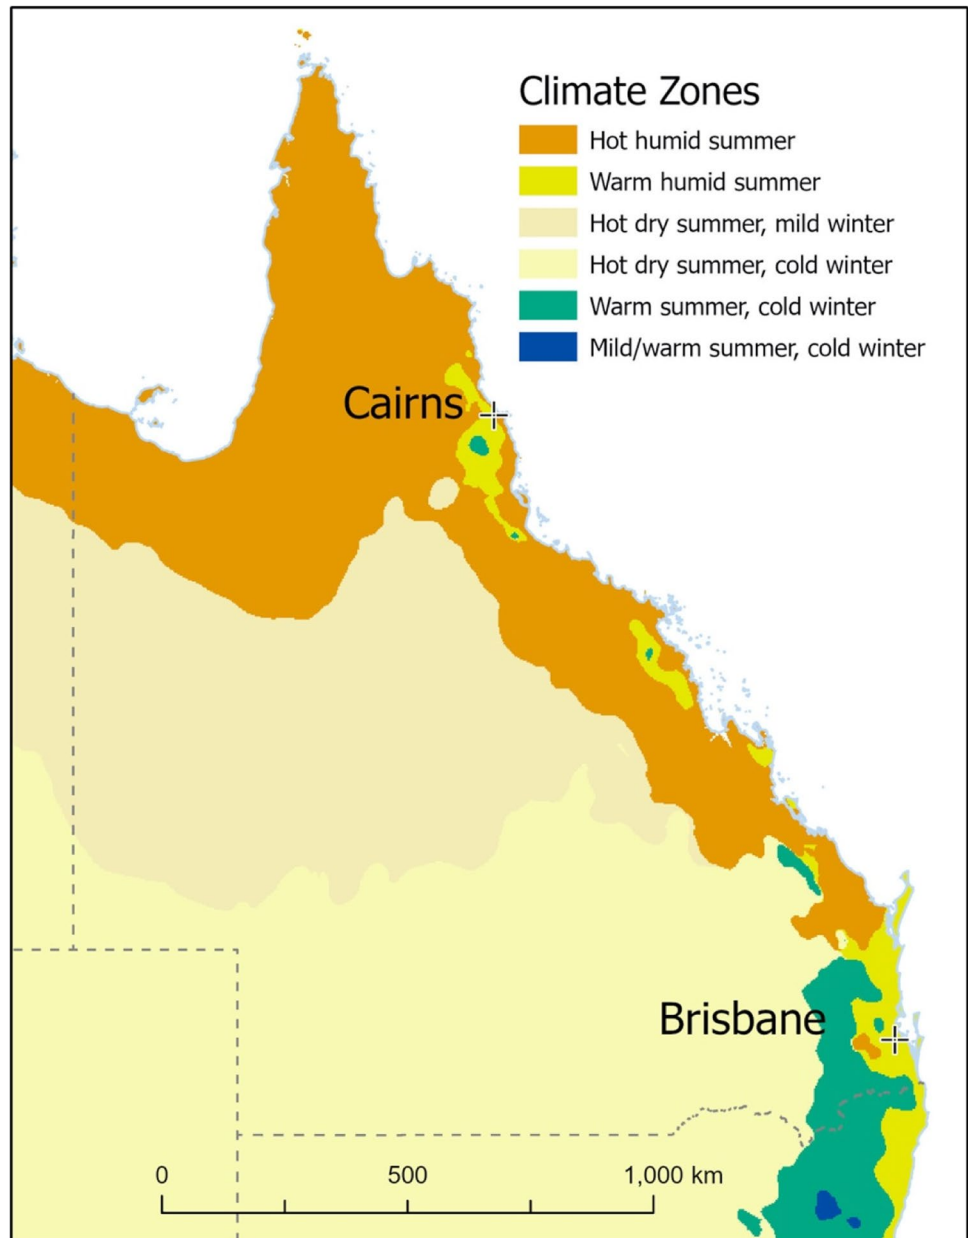 Climate Zones
Hot humid summer
Warm humid summer
Hot dry summer, mild winter
Hot dry summer, cold winter
Warm summer, cold winter
Mild/warm summer, cold winter
Cairns
Brisbane
0 500 1,000 km